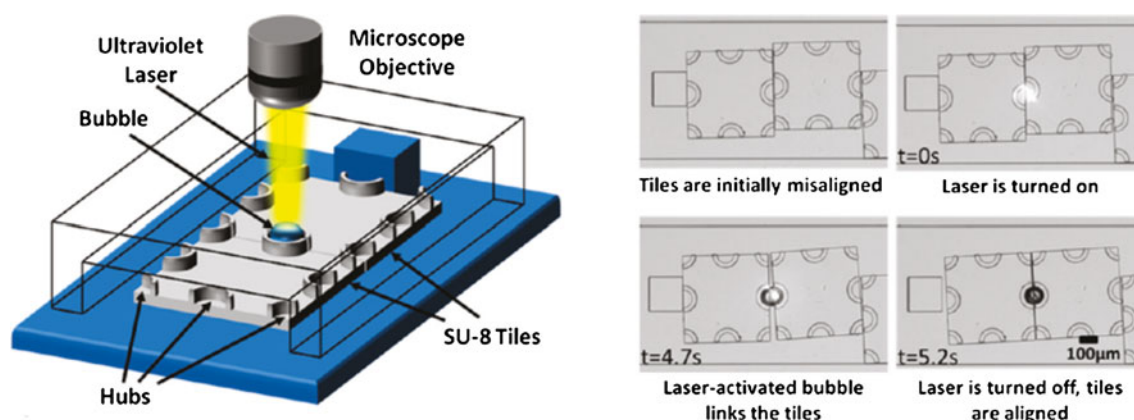 Ultraviolet
Laser
Microscope
Objective
Bubble
SU-8 Tiles
Hubs
Tiles are initially misaligned
t=0s
Laser is turned on
t=4.7s
Laser-activated bubble
links the tiles
t=5.2s
100μm
Laser is turned off, tiles
are aligned